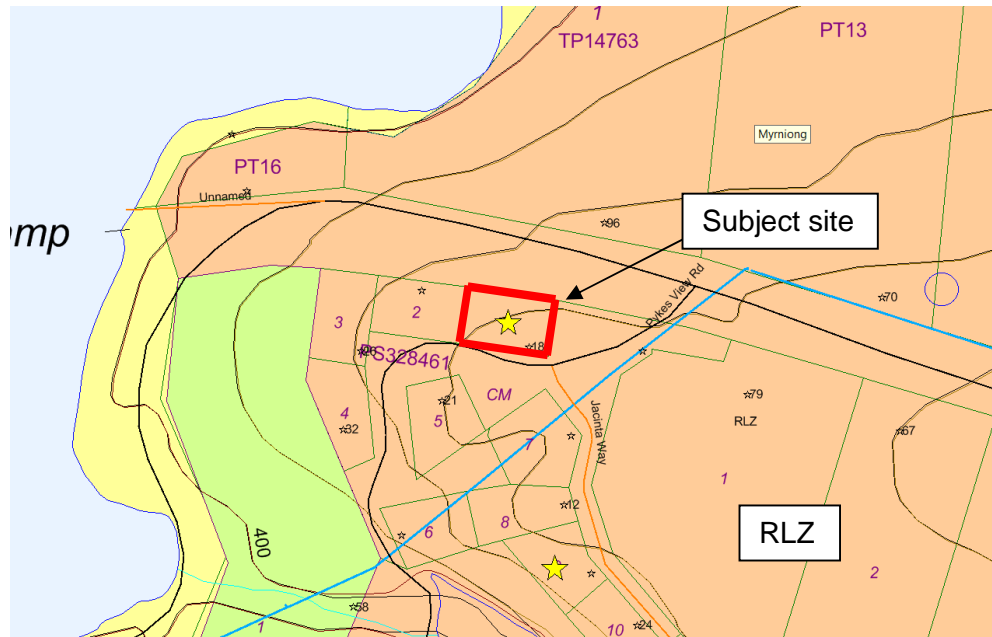 1
TP14763
PT13
Myrniong
PT16
Unnamed
amp
96
Subject site
Pykes View Rd
70
2
3
18
PS328461
CM
21
5
4
32
7
Jacinta Way
79
RLZ
67
1
12
8
6
RLZ
400
2
58
1
10
24